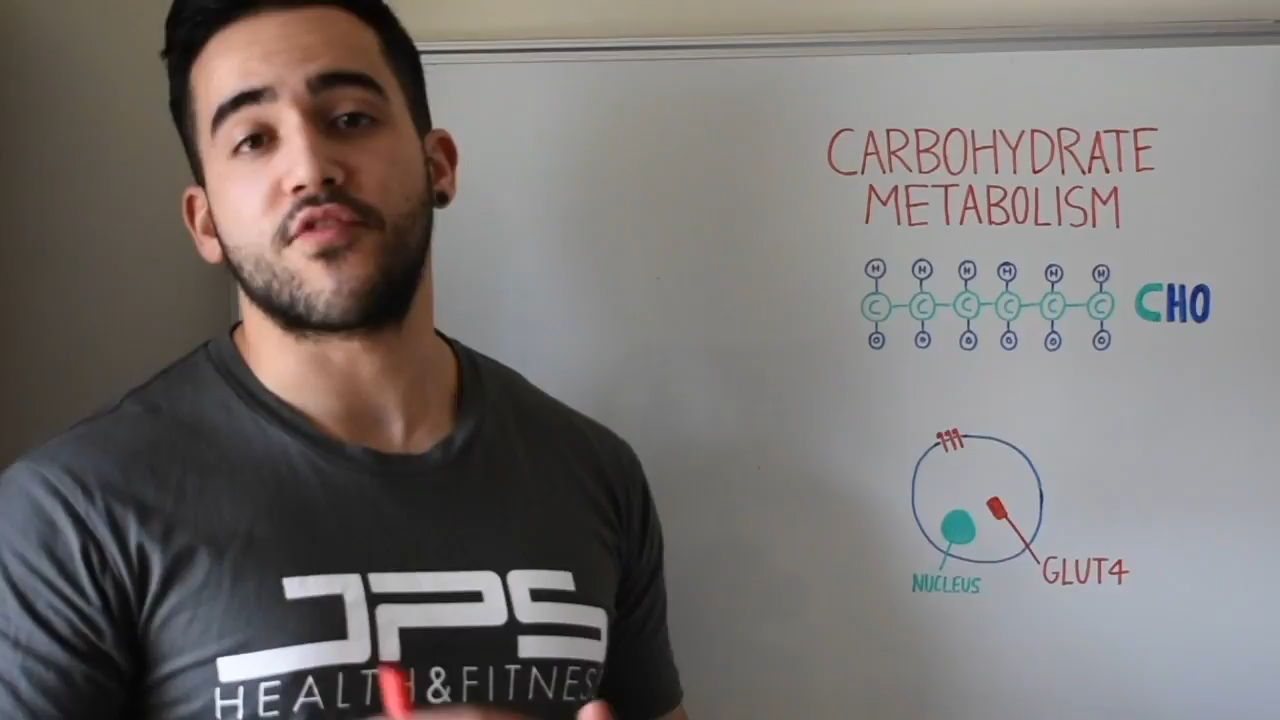 CARBOHYDRATE
METABOLISM
H H H H H H
C C C C C C CHO
O O O O O O
NUCLEUS
GLUT4
JPS
HEALTH&FITNESS